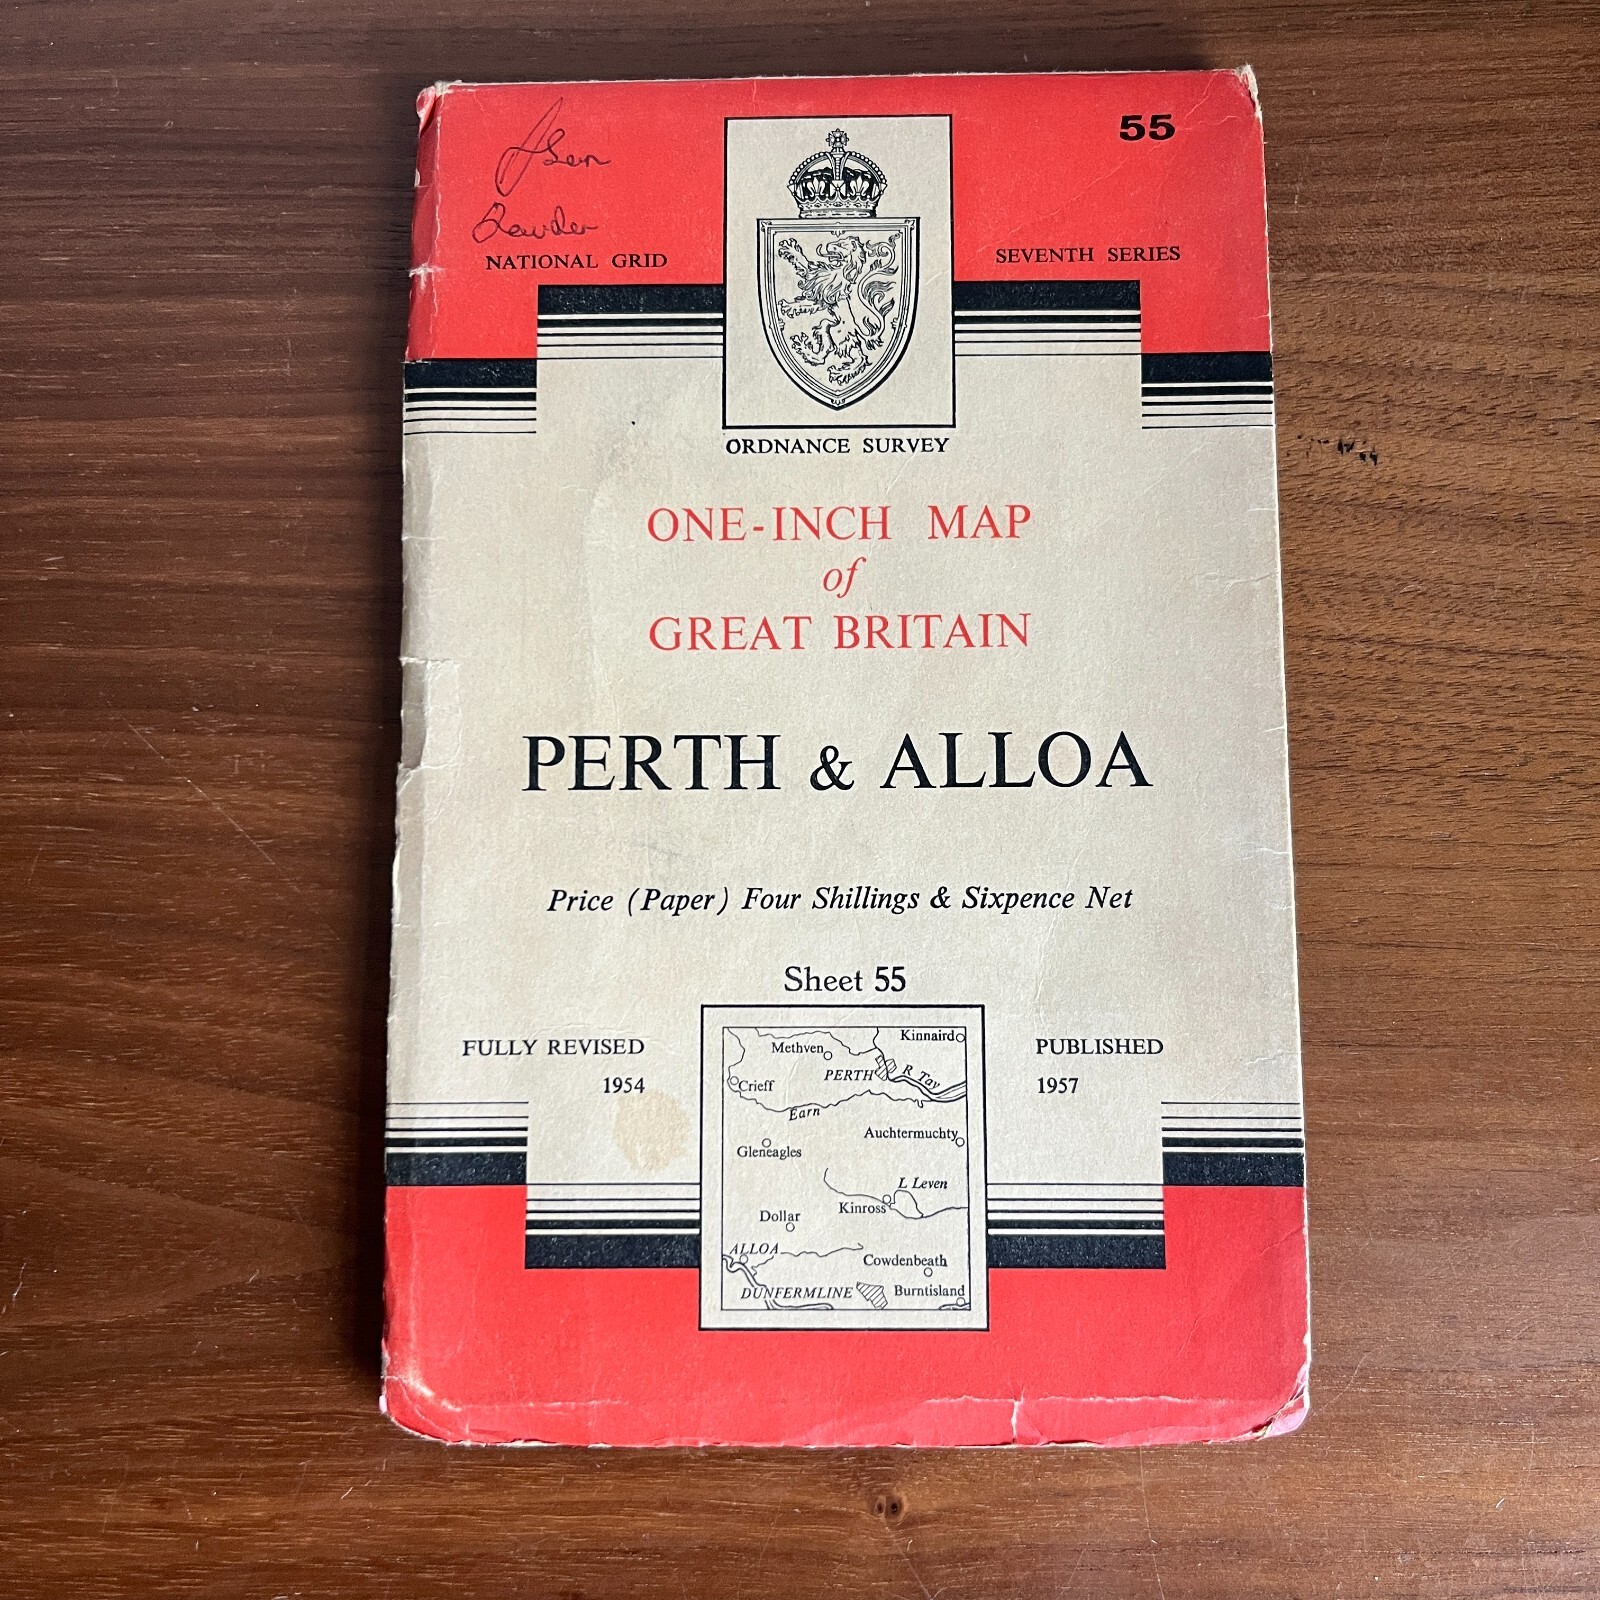 55
NATIONAL GRID
SEVENTH SERIES
ORDNANCE SURVEY
ONE-INCH MAP
of
GREAT BRITAIN
PERTH & ALLOA
Price (Paper) Four Shillings & Sixpence Net
Sheet 55
FULLY REVISED
1954
PUBLISHED
1957
Kinnaird
Methven
PERTH
R Tay
Crieff
Earn
Auchtermuchty
Gleneagles
L Leven
Kinross
Dollar
ALLOA
Cowdenbeath
DUNFERMLINE
Burntisland